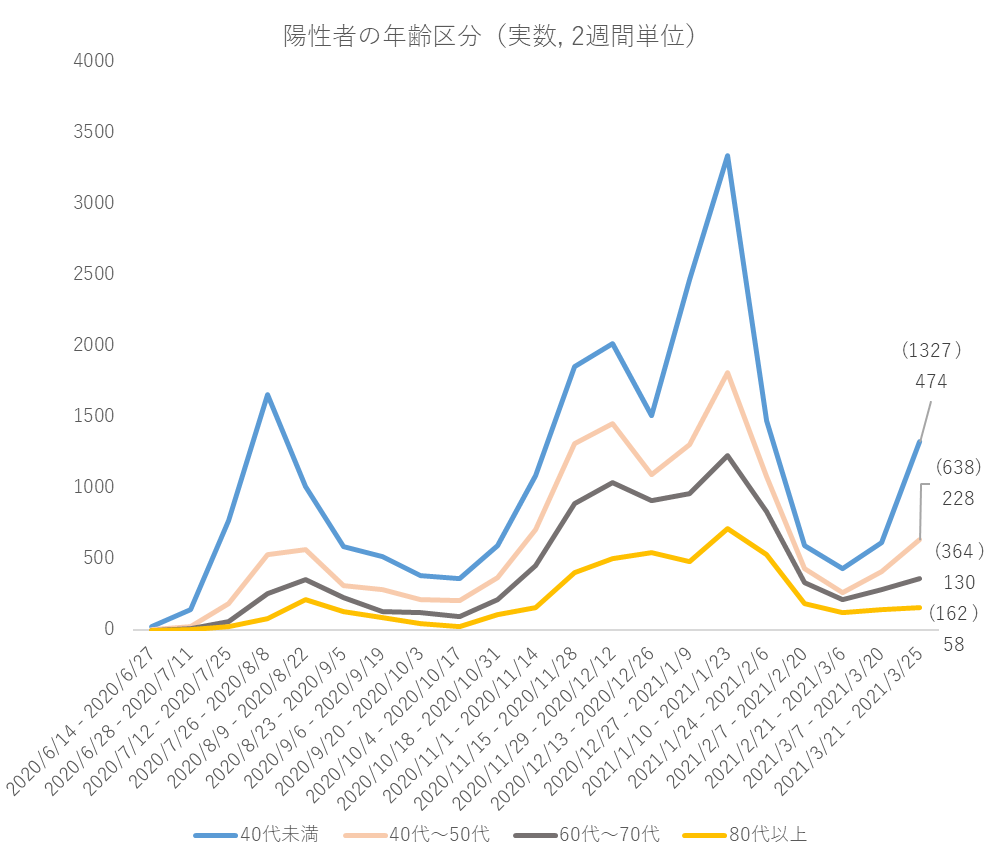 陽性者の年齢区分（実数, 2週間単位）
4000
3500
3000
2500
2000
1500
1000
500
0
（1327）
474
（638）
228
（364）
130
（162）
58
2020/6/14 - 2020/6/27
2020/6/28 - 2020/7/11
2020/7/12 - 2020/7/25
2020/7/26 - 2020/8/8
2020/8/9 - 2020/8/22
2020/8/23 - 2020/9/5
2020/9/6 - 2020/9/19
2020/9/20 - 2020/10/3
2020/10/4 - 2020/10/17
2020/10/18 - 2020/10/31
2020/11/1 - 2020/11/14
2020/11/15 - 2020/11/28
2020/11/29 - 2020/12/12
2020/12/13 - 2020/12/26
2020/12/27 - 2021/1/9
2021/1/10 - 2021/1/23
2021/1/24 - 2021/2/6
2021/2/7 - 2021/2/20
2021/2/21 - 2021/3/6
2021/3/7 - 2021/3/20
2021/3/21 - 2021/3/25
40代未満
40代～50代
60代～70代
80代以上